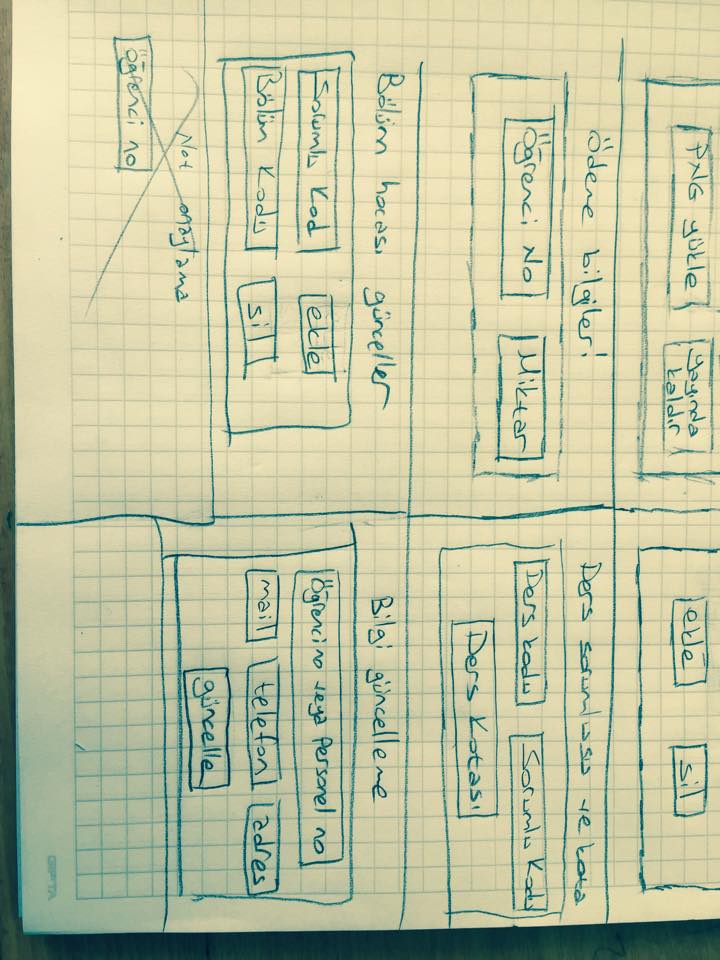 PNG yükle
Yayında kaldır
ekle
sil
Ödeme bilgileri
Öğrenci No
Miktar
Ders sorumlusu ve kota
Ders kodu
Sorumlu Kodu
Ders Kotası
Bölüm hocası günceller
Sorumlu Kod
ekle
Bölüm Kodu
sil
Bilgi güncelleme
Öğrenci no veya Personel no
mail
telefon
adres
güncelle
Not onaylama
Öğrenci no